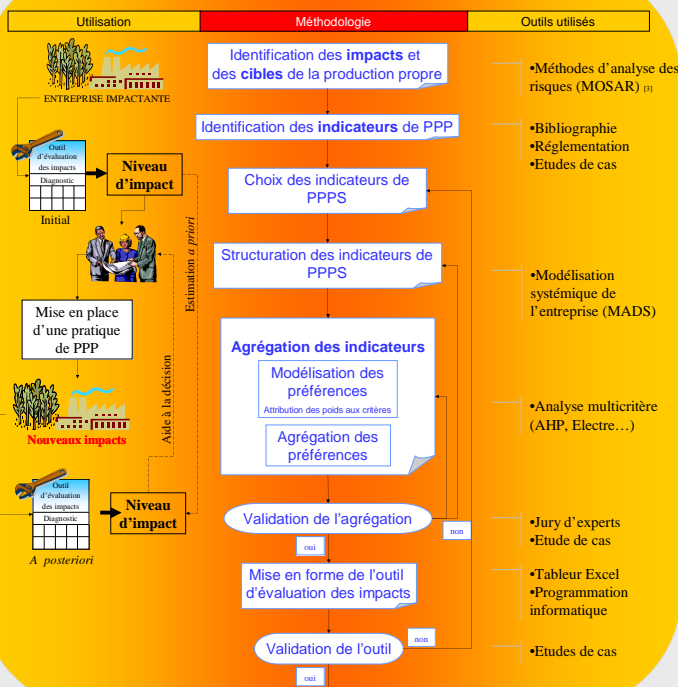 Utilisation
Méthodologie
Outils utilisés
ENTREPRISE IMPACTANTE
Outil
d'évaluation
des impacts
Diagnostic
Initial
Niveau
d'impact
Estimation a priori
Mise en place
d'une pratique
de PPP
Aide à la décision
Nouveaux impacts
Outil
d'évaluation
des impacts
Diagnostic
A posteriori
Niveau
d'impact
Identification des impacts et
des cibles de la production propre
Identification des indicateurs de PPP
Choix des indicateurs de
PPPS
Structuration des indicateurs de
PPPS
Agrégation des indicateurs
Modélisation des
préférences
Attribution des poids aux critères
Agrégation des
préférences
Validation de l'agrégation
non
oui
Mise en forme de l'outil
d'évaluation des impacts
Validation de l'outil
non
oui
•Méthodes d'analyse des
risques (MOSAR) [3]
•Bibliographie
•Réglementation
•Etudes de cas
•Modélisation
systémique de
l'entreprise (MADS)
•Analyse multicritère
(AHP, Electre…)
•Jury d'experts
•Etude de cas
•Tableur Excel
•Programmation
informatique
•Etudes de cas